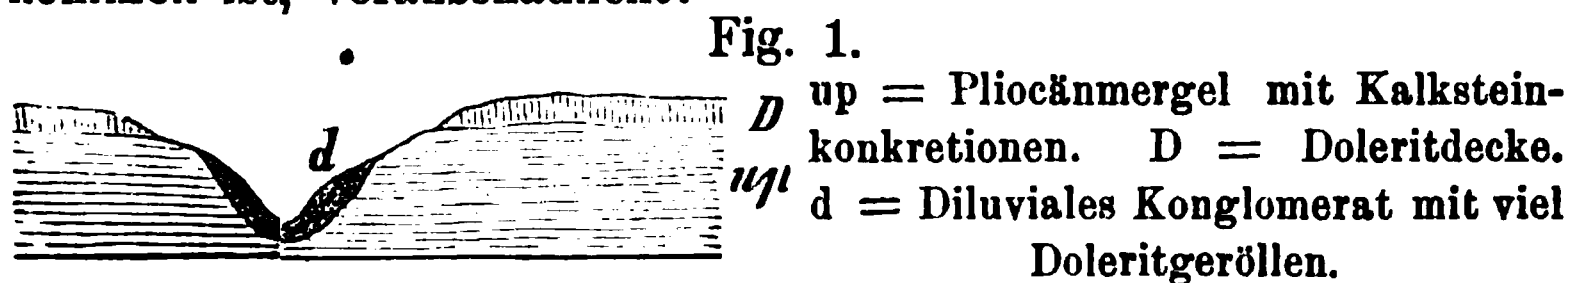 Fig. 1.
D
d
up
up = Pliocänmergel mit Kalkstein-
konkretionen. D = Doleritdecke.
d = Diluviales Konglomerat mit viel
Doleritgeröllen.